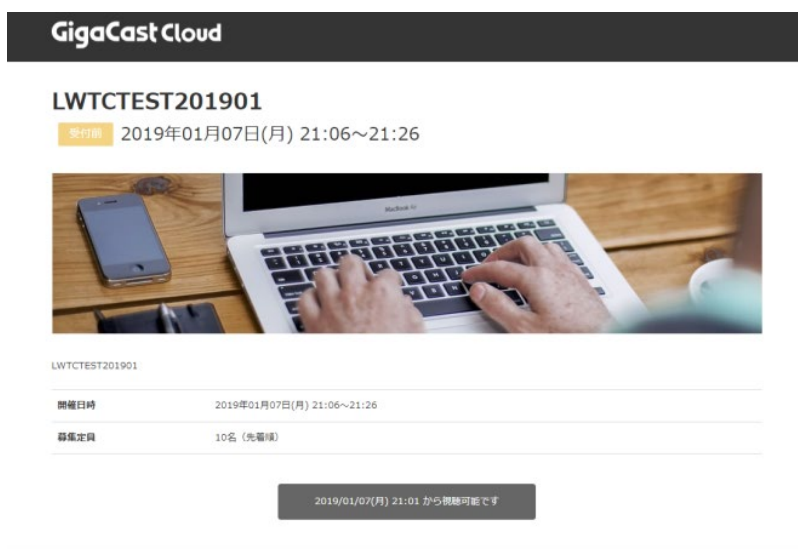 GigaCast Cloud
LWTCTEST201901
受付前 2019年01月07日(月) 21:06～21:26
MacBook Air
LWTCTEST201901
開催日時 2019年01月07日(月) 21:06～21:26
募集定員 10名（先着順）
2019/01/07(月) 21:01 から視聴可能です